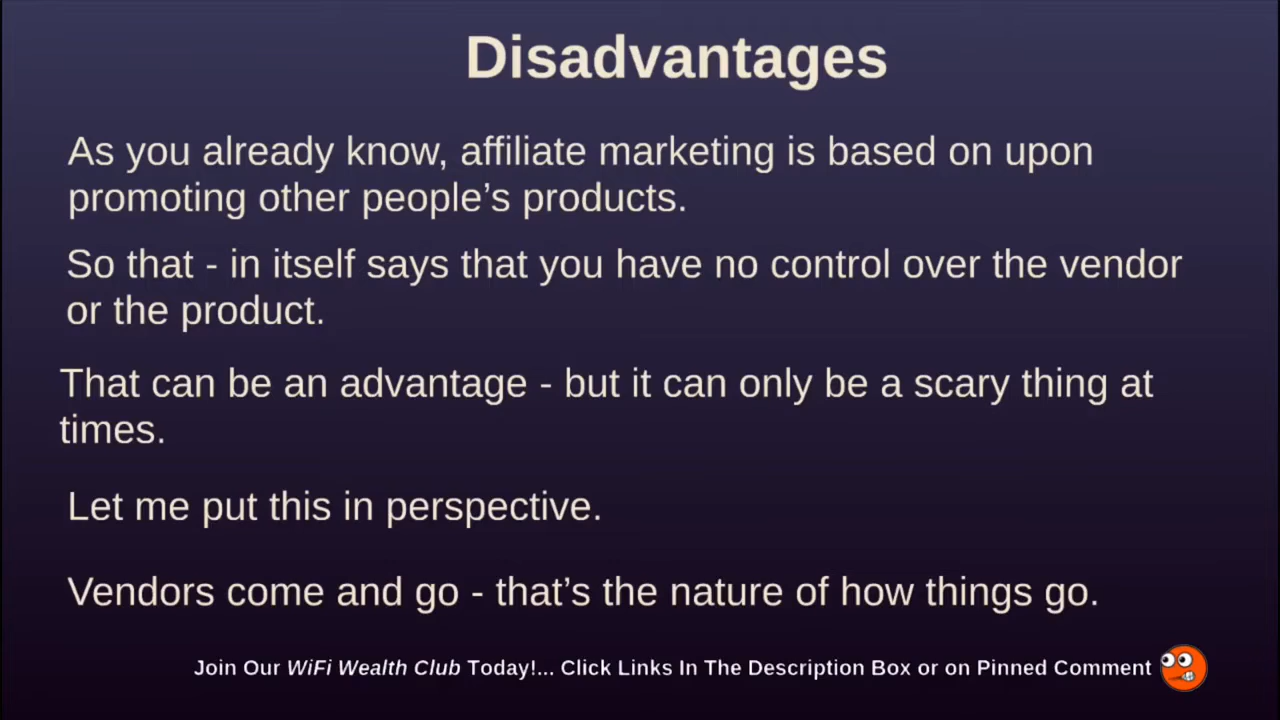 Disadvantages
As you already know, affiliate marketing is based on upon
promoting other people’s products.
So that - in itself says that you have no control over the vendor
or the product.
That can be an advantage - but it can only be a scary thing at
times.
Let me put this in perspective.
Vendors come and go - that’s the nature of how things go.
Join Our WiFi Wealth Club Today!... Click Links In The Description Box or on Pinned Comment